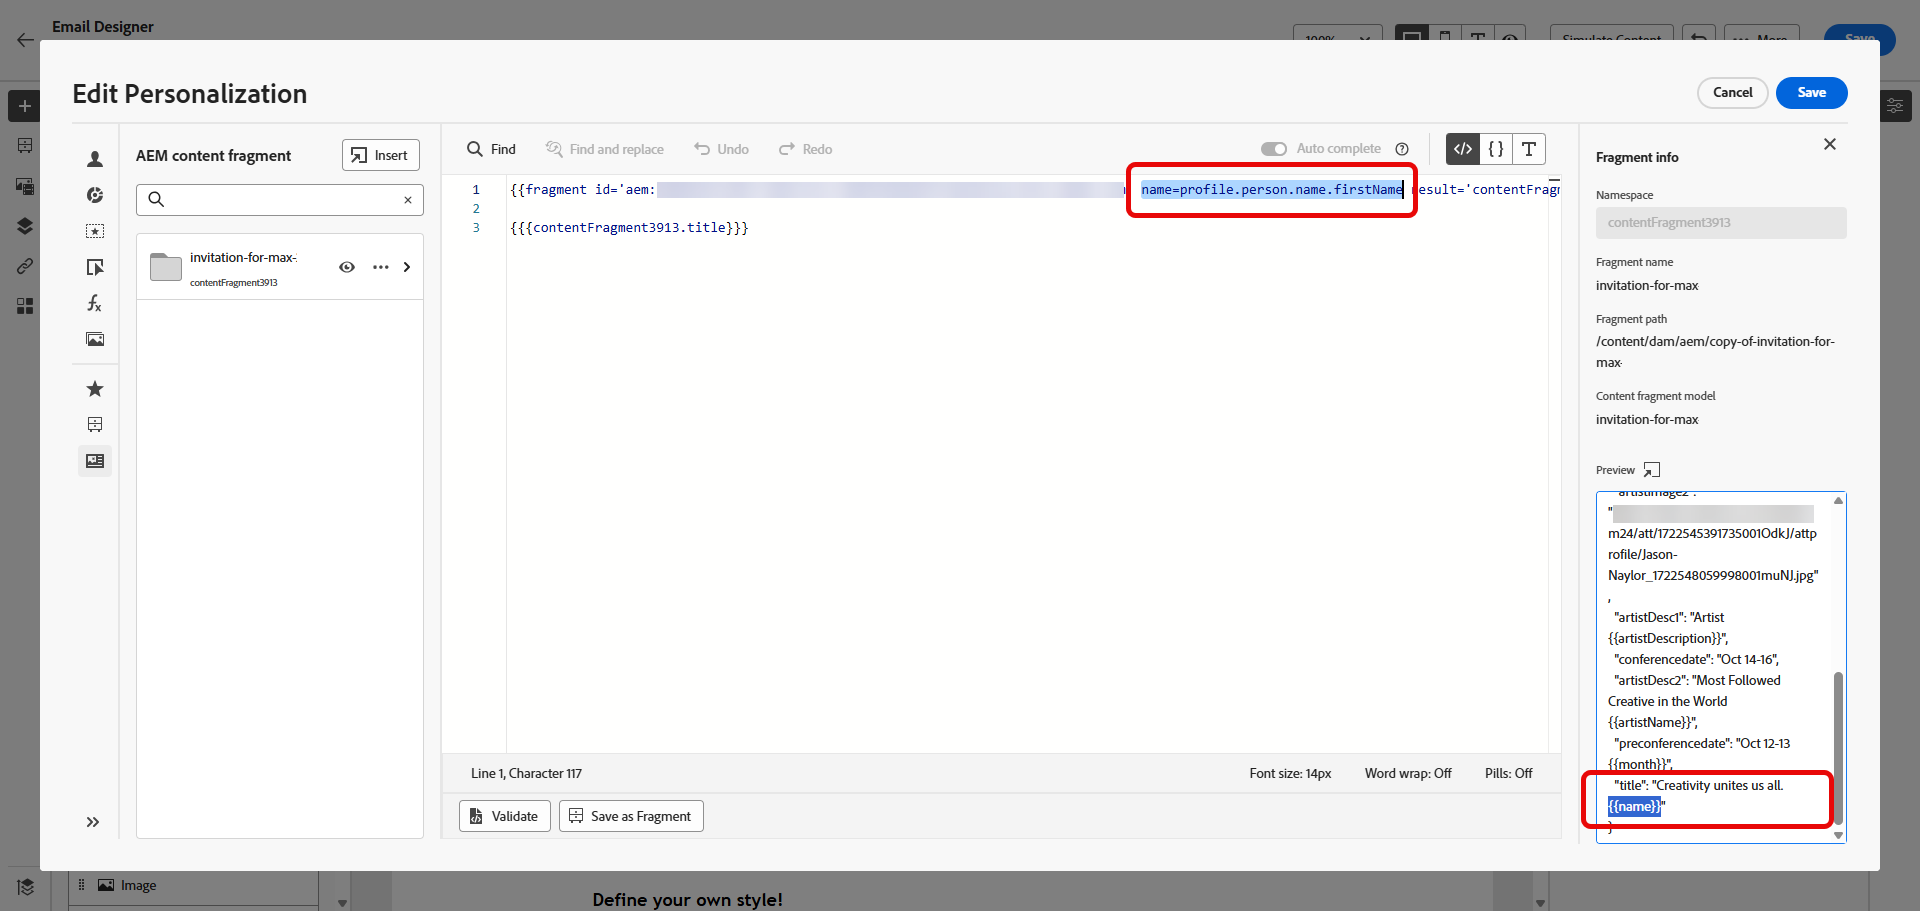 Email Designer
100%
Simulate Content
More
Save
Edit Personalization
Cancel
Save
AEM content fragment
Insert
invitation-for-max-
contentFragment3913
Find
Find and replace
Undo
Redo
Auto complete
1 {{fragment id='aem: name=profile.person.name.firstName result='contentFragm
2
3 {{{contentFragment3913.title}}}
Line 1, Character 117
Font size: 14px
Word wrap: Off
Pills: Off
Validate
Save as Fragment
Fragment info
Namespace
contentFragment3913
Fragment name
invitation-for-max
Fragment path
/content/dam/aem/copy-of-invitation-for-
max-
Content fragment model
invitation-for-max
Preview
"artistImage2":
"
m24/att/1722545391735001OdkJ/attp
rofile/Jason-
Naylor_1722548059998001muNJ.jpg"
,
"artistDesc1": "Artist
{{artistDescription}}",
"conferencedate": "Oct 14-16",
"artistDesc2": "Most Followed
Creative in the World
{{artistName}}",
"preconferencedate": "Oct 12-13
{{month}}",
"title": "Creativity unites us all.
{{name}}"
}
Image
Define your own style!